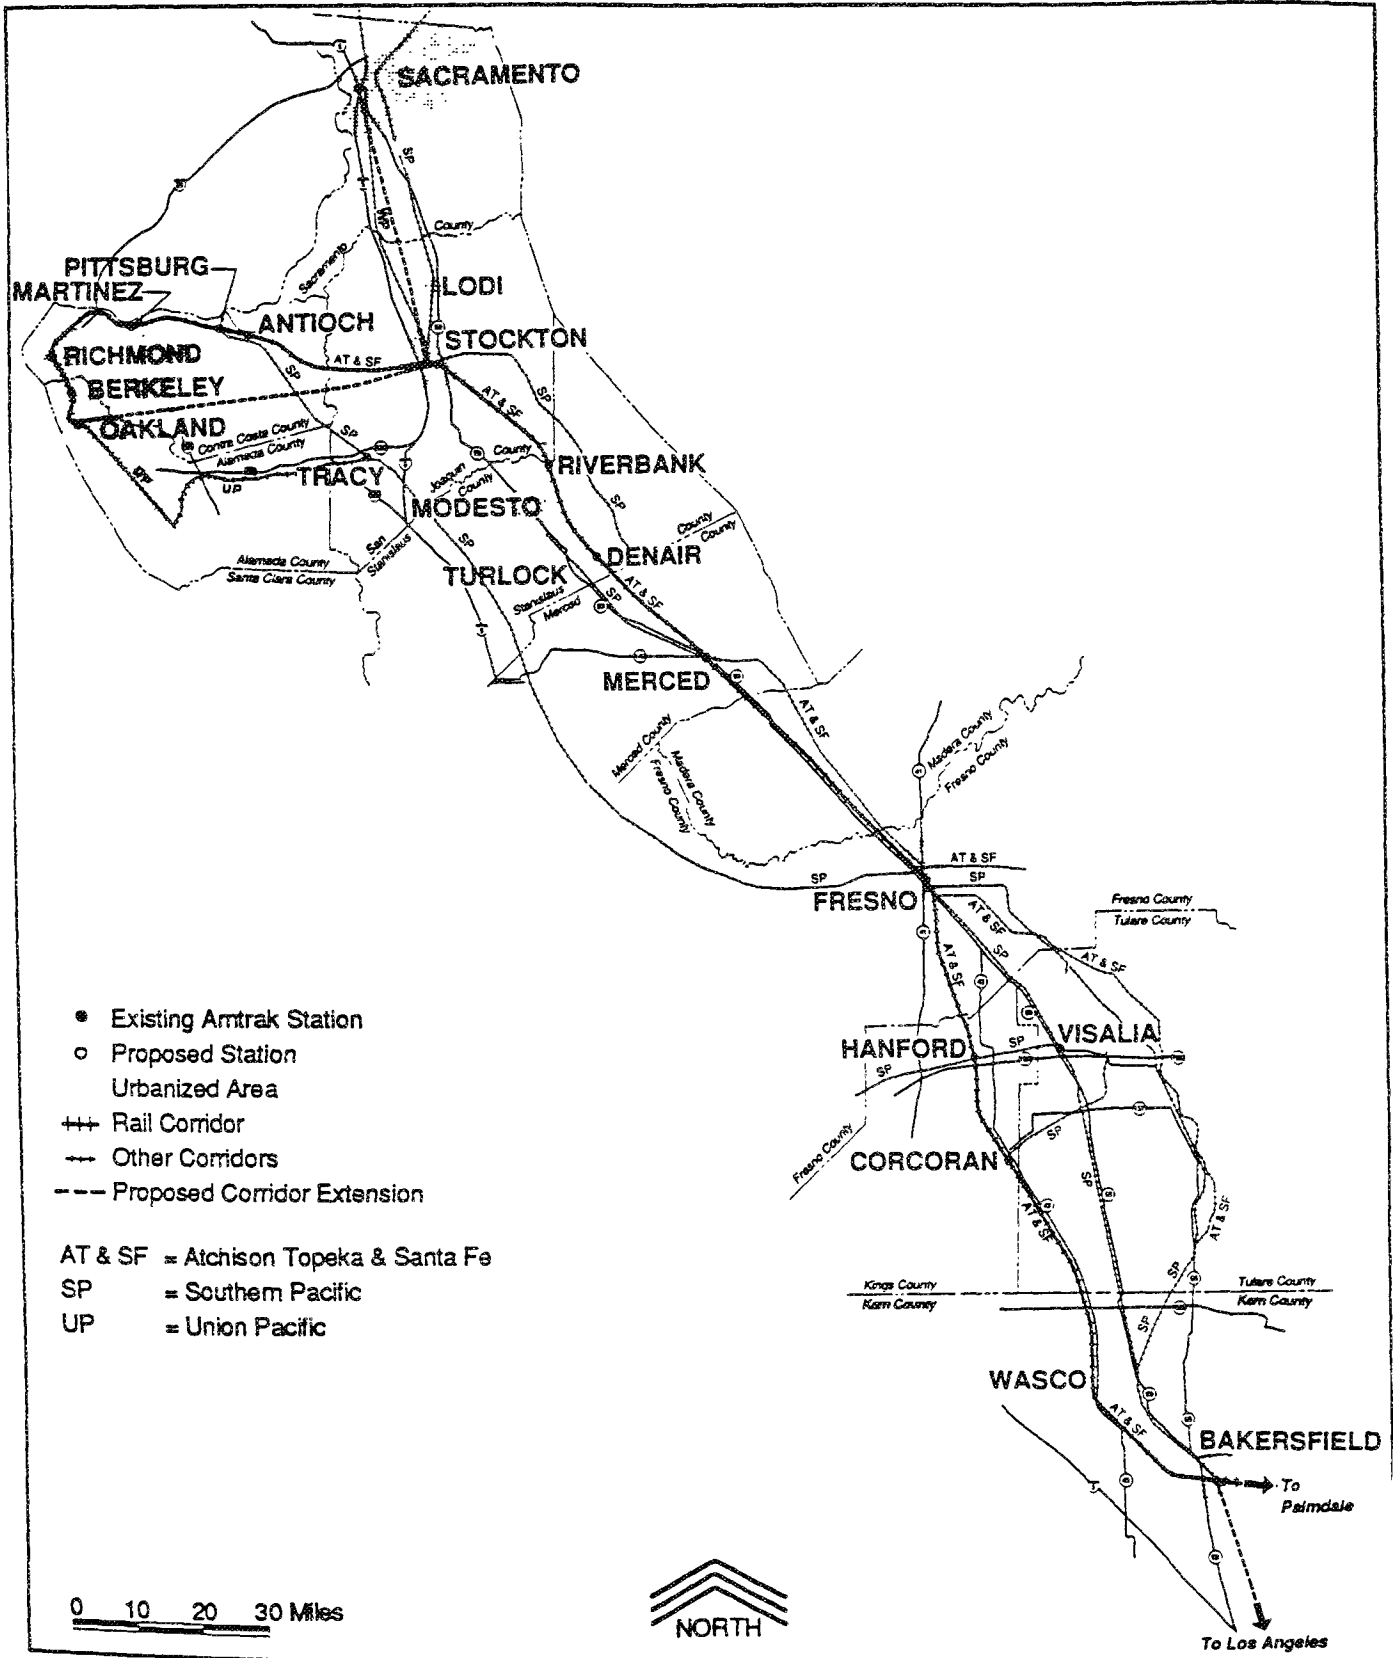 SACRAMENTO
SP
WP
County
Sacramento
PITTSBURG
MARTINEZ
LODI
ANTIOCH
STOCKTON
RICHMOND
AT & SF
SP
BERKELEY
AT & SF
SP
OAKLAND
Contra Costa County
Alameda County
SP
County
RIVERBANK
UP
UP
TRACY
Joaquin
County
MODESTO
SP
SP
County
County
San
Stanislaus
DENAIR
Alameda County
Santa Clara County
TURLOCK
AT & SF
SP
Stanislaus
Merced
MERCED
AT & SF
Merced County
Madera County
Fresno County
Madera County
Fresno County
AT & SF
SP
SP
FRESNO
AT & SF
Fresno County
Tulare County
SP
AT & SF
AT & SF
Existing Amtrak Station
Proposed Station
Urbanized Area
Rail Corridor
Other Corridors
Proposed Corridor Extension
AT & SF = Atchison Topeka & Santa Fe
SP = Southern Pacific
UP = Union Pacific
VISALIA
HANFORD
SP
SP
Fresno County
SP
CORCORAN
SP
AT & SF
AT & SF
SP
Kings County
Kern County
Tulare County
Kern County
SP
WASCO
AT & SF
BAKERSFIELD
To
Palmdale
0 10 20 30 Miles
NORTH
To Los Angeles